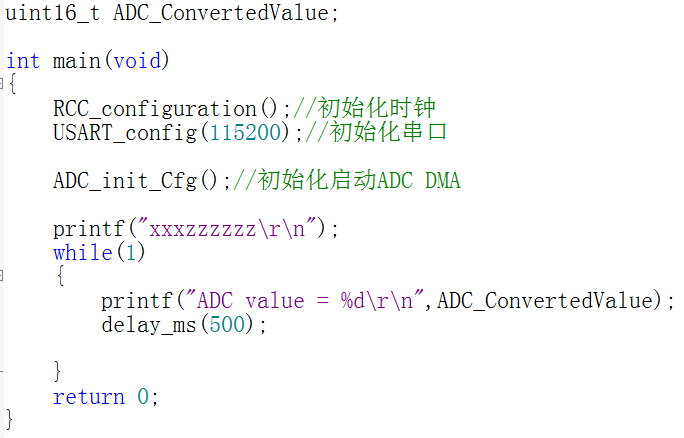 uint16_t ADC_ConvertedValue;
int main(void)
{
RCC_configuration();//初始化时钟
USART_config(115200);//初始化串口
ADC_init_Cfg();//初始化启动ADC DMA
printf("xxxzzzzzz\r\n");
while(1)
{
printf("ADC value = %d\r\n",ADC_ConvertedValue);
delay_ms(500);
}
return 0;
}